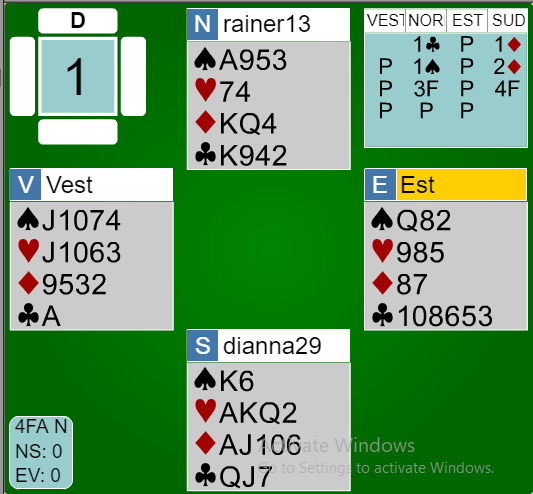 D
1
N rainer13
♠A953
♥74
♦KQ4
♣K942
VEST NOR EST SUD
1♣ P 1♦
P 1♠ P 2♦
P 3F P 4F
P P P
V Vest
♠J1074
♥J1063
♦9532
♣A
E Est
♠Q82
♥985
♦87
♣108653
S dianna29
♠K6
♥AKQ2
♦AJ106
♣QJ7
4FA N
NS: 0
EV: 0
Activate Windows
Go to Settings to activate Windows.